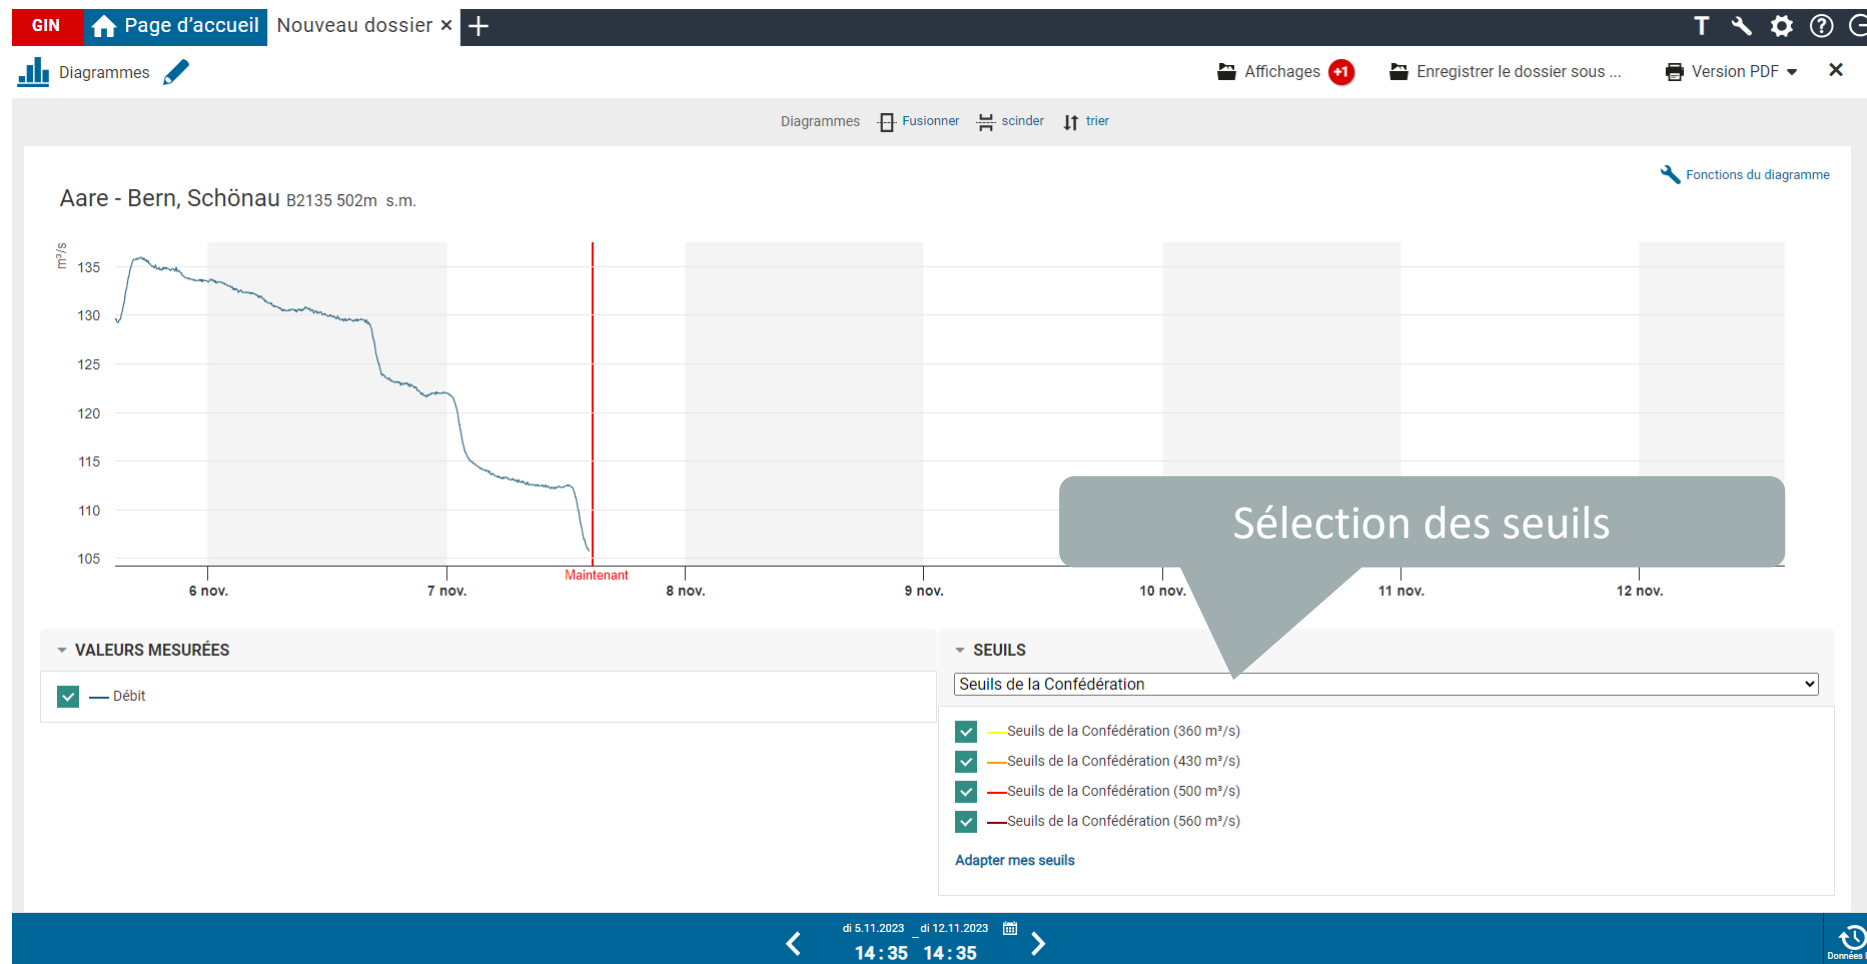 GIN Page d’accueil Nouveau dossier × + T
Diagrammes Affichages +1 Enregistrer le dossier sous ... Version PDF
Diagrammes Fusionner scinder trier
Fonctions du diagramme
Aare - Bern, Schönau B2135 502m s.m.
m³/s
135
130
125
120
115
110
105
Sélection des seuils
Maintenant
6 nov. 7 nov. 8 nov. 9 nov. 10 nov. 11 nov. 12 nov.
VALEURS MESURÉES
Débit
SEUILS
Seuils de la Confédération
Seuils de la Confédération (360 m³/s)
Seuils de la Confédération (430 m³/s)
Seuils de la Confédération (500 m³/s)
Seuils de la Confédération (560 m³/s)
Adapter mes seuils
di 5.11.2023 _ di 12.11.2023
14:35 14:35
Données